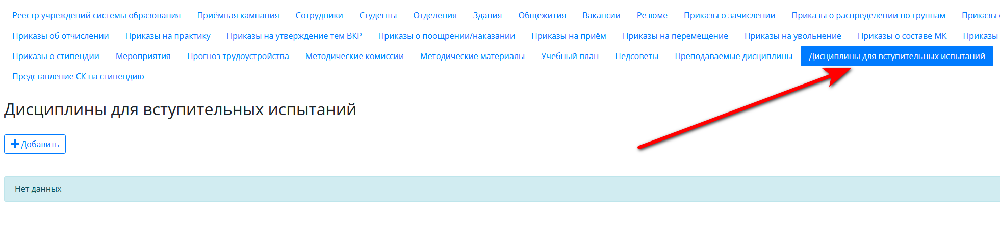 Реестр учреждений системы образования Приёмная кампания Сотрудники Студенты Отделения Здания Общежития Вакансии Резюме Приказы о зачислении Приказы о распределении по группам Приказы
Приказы об отчислении Приказы на практику Приказы на утверждение тем ВКР Приказы о поощрении/наказании Приказы на приём Приказы на перемещение Приказы на увольнение Приказы о составе МК Приказы
Приказы о стипендии Мероприятия Прогноз трудоустройства Методические комиссии Методические материалы Учебный план Педсоветы Преподаваемые дисциплины Дисциплины для вступительных испытаний
Представление СК на стипендию
Дисциплины для вступительных испытаний
Добавить
Нет данных